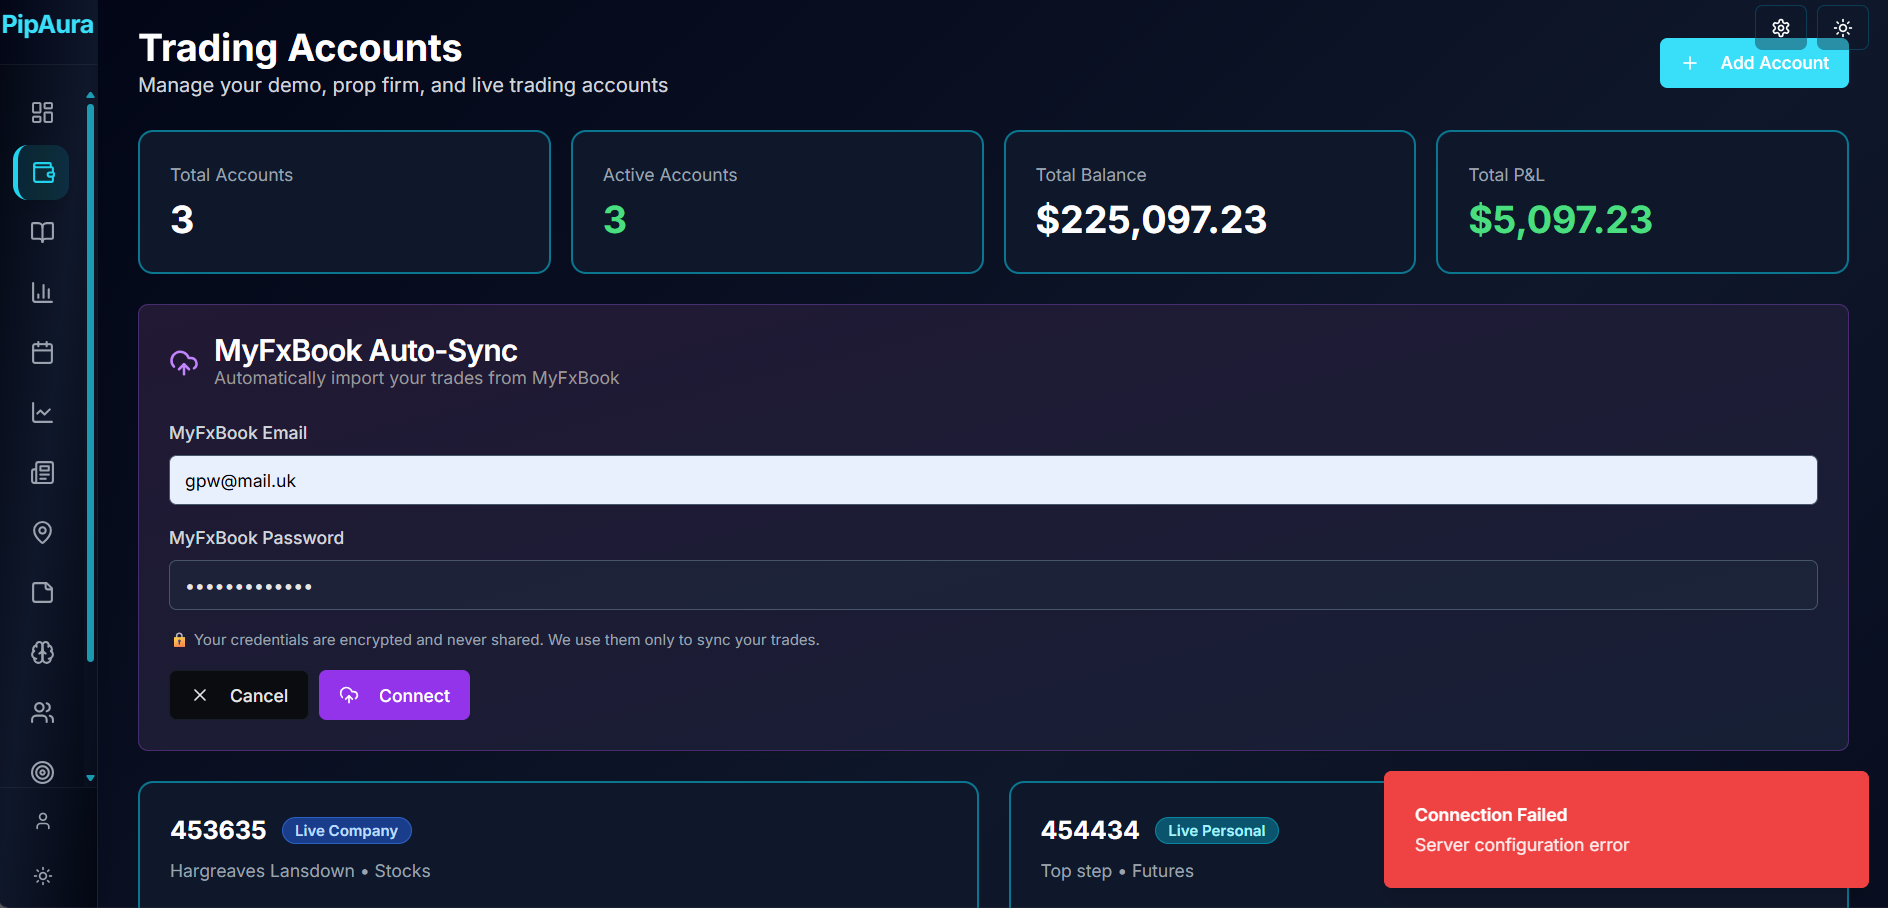 PipAura
Trading Accounts
Manage your demo, prop firm, and live trading accounts
Add Account
Total Accounts
3
Active Accounts
3
Total Balance
$225,097.23
Total P&L
$5,097.23
MyFxBook Auto-Sync
Automatically import your trades from MyFxBook
MyFxBook Email
gpw@mail.uk
MyFxBook Password
•••••••••••••
Your credentials are encrypted and never shared. We use them only to sync your trades.
Cancel
Connect
453635 Live Company
Hargreaves Lansdown • Stocks
454434 Live Personal
Top step • Futures
Connection Failed
Server configuration error